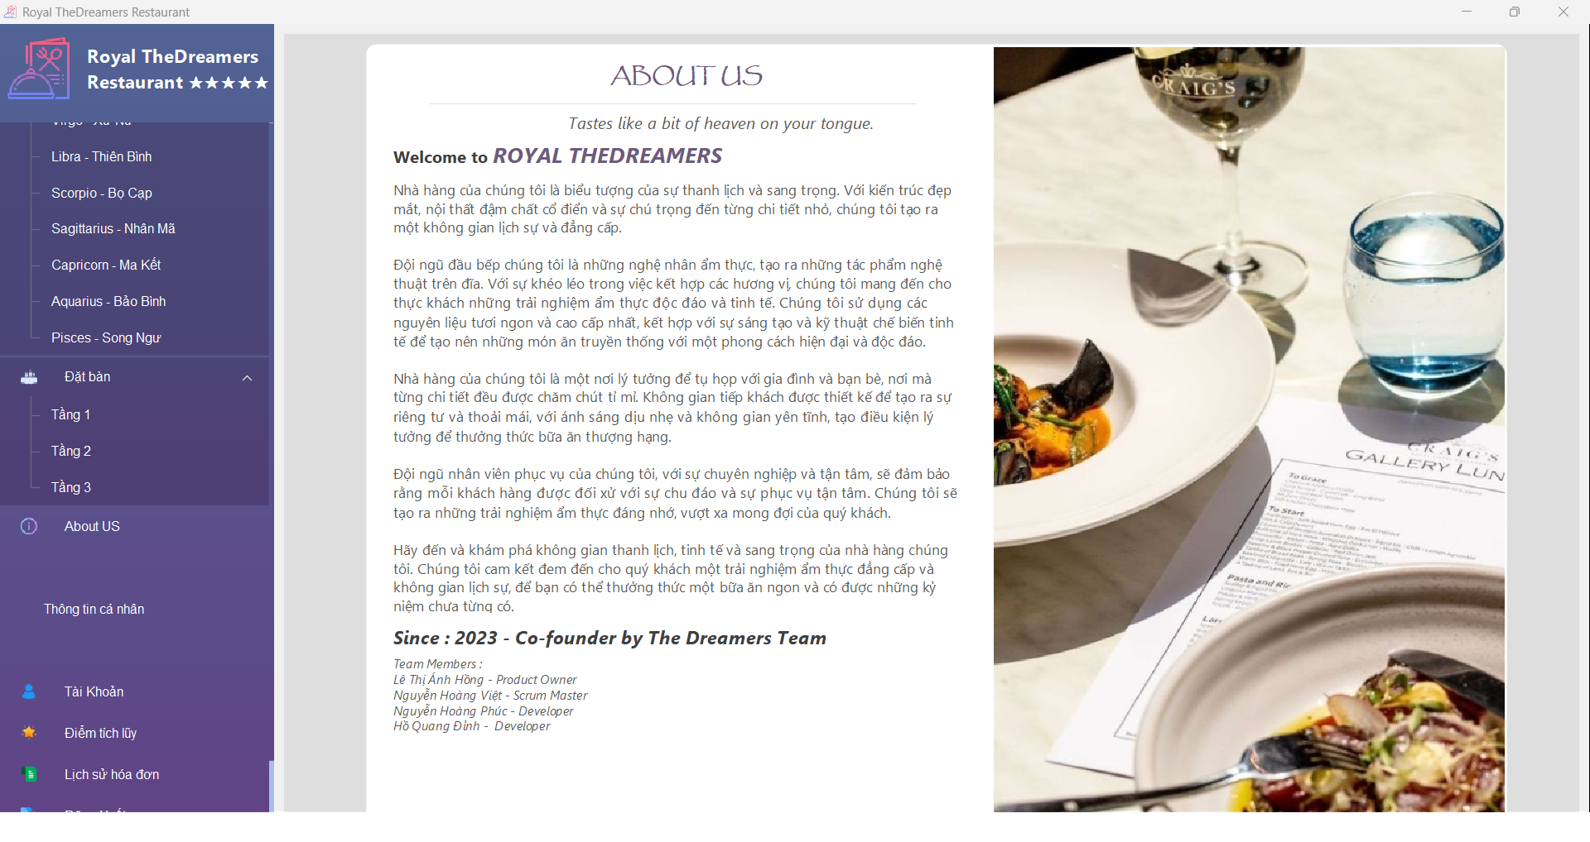 Royal TheDreamers Restaurant
Royal TheDreamers
Restaurant ★★★★★
Libra - Thiên Bình
Scorpio - Bọ Cạp
Sagittarius - Nhân Mã
Capricorn - Ma Kết
Aquarius - Bảo Bình
Pisces - Song Ngư
Đặt bàn
Tầng 1
Tầng 2
Tầng 3
About US
Thông tin cá nhân
Tài Khoản
Điểm tích lũy
Lịch sử hóa đơn
ABOUT US
Tastes like a bit of heaven on your tongue.
Welcome to ROYAL THEDREAMERS
Nhà hàng của chúng tôi là biểu tượng của sự thanh lịch và sang trọng. Với kiến trúc đẹp
mắt, nội thất đậm chất cổ điển và sự chú trọng đến từng chi tiết nhỏ, chúng tôi tạo ra
một không gian lịch sự và đẳng cấp.
Đội ngũ đầu bếp chúng tôi là những nghệ nhân ẩm thực, tạo ra những tác phẩm nghệ
thuật trên đĩa. Với sự khéo léo trong việc kết hợp các hương vị, chúng tôi mang đến cho
thực khách những trải nghiệm ẩm thực độc đáo và tinh tế. Chúng tôi sử dụng các
nguyên liệu tươi ngon và cao cấp nhất, kết hợp với sự sáng tạo và kỹ thuật chế biến tinh
tế để tạo nên những món ăn truyền thống với một phong cách hiện đại và độc đáo.
Nhà hàng của chúng tôi là một nơi lý tưởng để tụ họp với gia đình và bạn bè, nơi mà
từng chi tiết đều được chăm chút tỉ mỉ. Không gian tiếp khách được thiết kế để tạo ra sự
riêng tư và thoải mái, với ánh sáng dịu nhẹ và không gian yên tĩnh, tạo điều kiện lý
tưởng để thưởng thức bữa ăn thượng hạng.
Đội ngũ nhân viên phục vụ của chúng tôi, với sự chuyên nghiệp và tận tâm, sẽ đảm bảo
rằng mỗi khách hàng được đối xử với sự chu đáo và sự phục vụ tận tâm. Chúng tôi sẽ
tạo ra những trải nghiệm ẩm thực đáng nhớ, vượt xa mong đợi của quý khách.
Hãy đến và khám phá không gian thanh lịch, tinh tế và sang trọng của nhà hàng chúng
tôi. Chúng tôi cam kết đem đến cho quý khách một trải nghiệm ẩm thực đẳng cấp và
không gian lịch sự, để bạn có thể thưởng thức một bữa ăn ngon và có được những kỷ
niệm chưa từng có.
Since : 2023 - Co-founder by The Dreamers Team
Team Members :
Lê Thị Ánh Hồng - Product Owner
Nguyễn Hoàng Việt - Scrum Master
Nguyễn Hoàng Phúc - Developer
Hồ Quang Đỉnh - Developer
CRAIG'S
CRAIG'S
GALLERY LUN
To Grace
To Start
Pasta and Ric